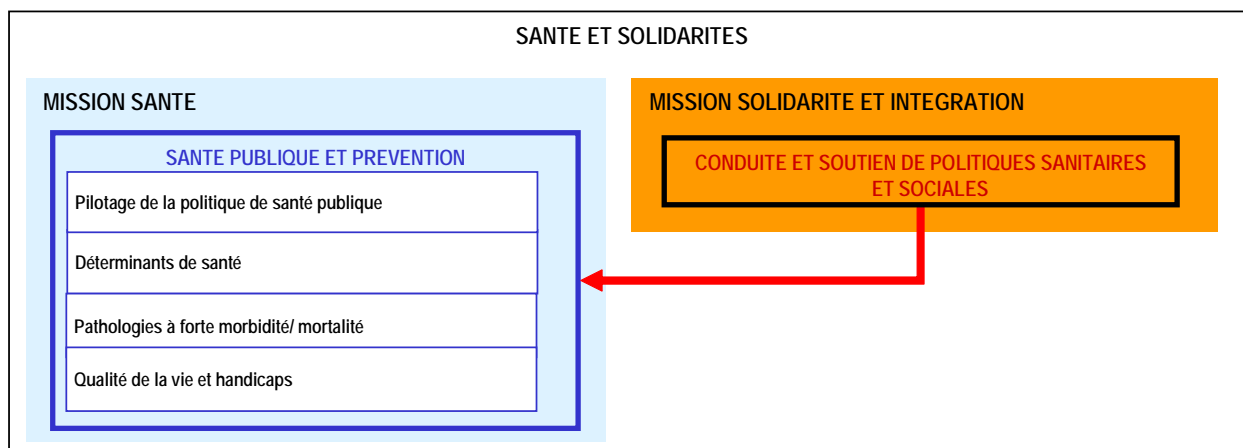 SANTE ET SOLIDARITES
MISSION SANTE
SANTE PUBLIQUE ET PREVENTION
Pilotage de la politique de santé publique
Déterminants de santé
Pathologies à forte morbidité/ mortalité
Qualité de la vie et handicaps
MISSION SOLIDARITE ET INTEGRATION
CONDUITE ET SOUTIEN DE POLITIQUES SANITAIRES
ET SOCIALES